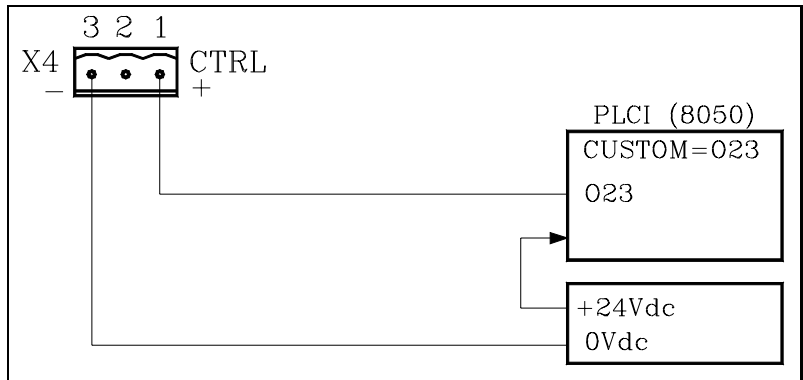 3 2 1
X4 CTRL
− +
PLCI (8050)
CUSTOM=O23
O23
+24Vdc
0Vdc